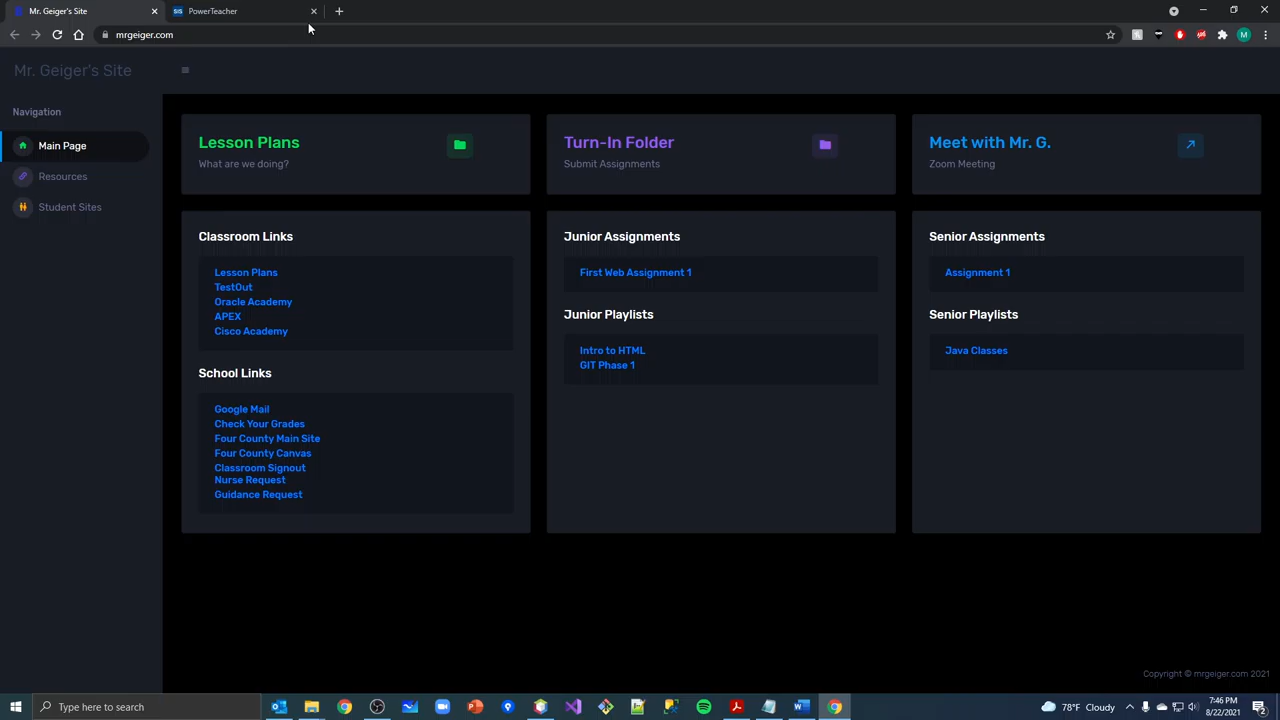 Mr. Geiger's Site
SIS PowerTeacher
mrgeiger.com
Mr. Geiger's Site
Navigation
Main Page
Resources
Student Sites
Lesson Plans
What are we doing?
Turn-In Folder
Submit Assignments
Meet with Mr. G.
Zoom Meeting
Classroom Links
Lesson Plans
TestOut
Oracle Academy
APEX
Cisco Academy
School Links
Google Mail
Check Your Grades
Four County Main Site
Four County Canvas
Classroom Signout
Nurse Request
Guidance Request
Junior Assignments
First Web Assignment 1
Junior Playlists
Intro to HTML
GIT Phase 1
Senior Assignments
Assignment 1
Senior Playlists
Java Classes
Copyright © mrgeiger.com 2021
Type here to search
78°F Cloudy
7:46 PM
8/22/2021